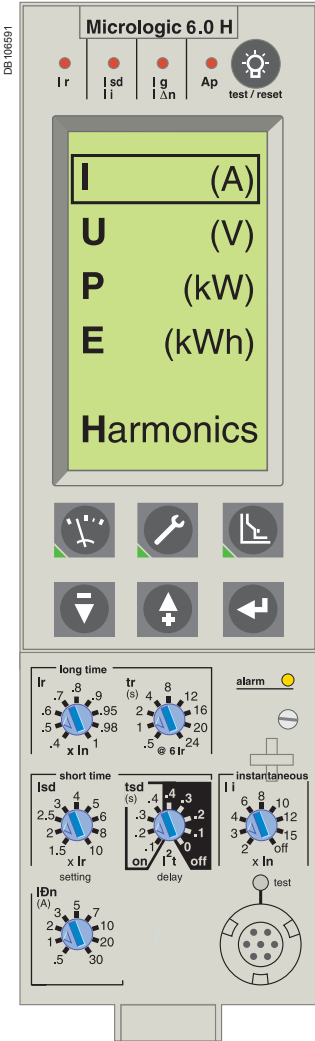 DB106591
Micrologic 6.0 H
Ir
Isd
Ii
Ig
I∆n
Ap
test / reset
I (A)
U (V)
P (kW)
E (kWh)
Harmonics
long time
Ir
.4 .5 .6 .7 .8 .9 .95 .98 1
x In
tr
(s)
.5 1 2 4 8 12 16 20 24
@ 6 Ir
alarm
short time
Isd
1.5 2 2.5 3 4 5 6 8 10
x Ir
setting
tsd
(s)
.1 .2 .3 .4 .4 .3 .2 .1 0
on I²t off
delay
instantaneous
Ii
2 3 4 6 8 10 12 15 off
x In
test
IÐn
(A)
.5 1 2 3 5 7 10 20 30